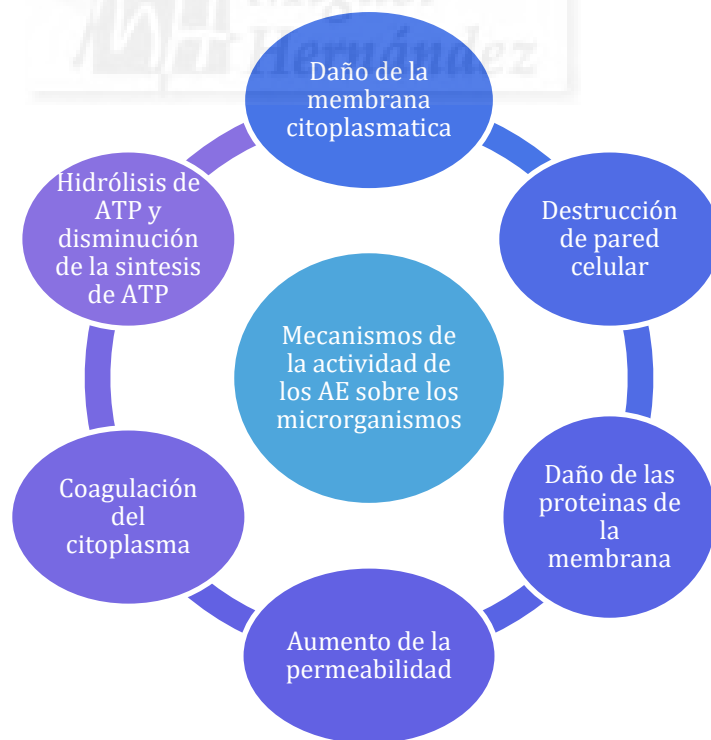 Hernández
Daño de la
membrana
citoplasmatica
Destrucción
de pared
celular
Daño de las
proteinas de
la
membrana
Aumento de la
permeabilidad
Coagulación
del
citoplasma
Hidrólisis de
ATP y
disminución
de la sintesis
de ATP
Mecanismos de
la actividad de
los AE sobre los
microrganismos